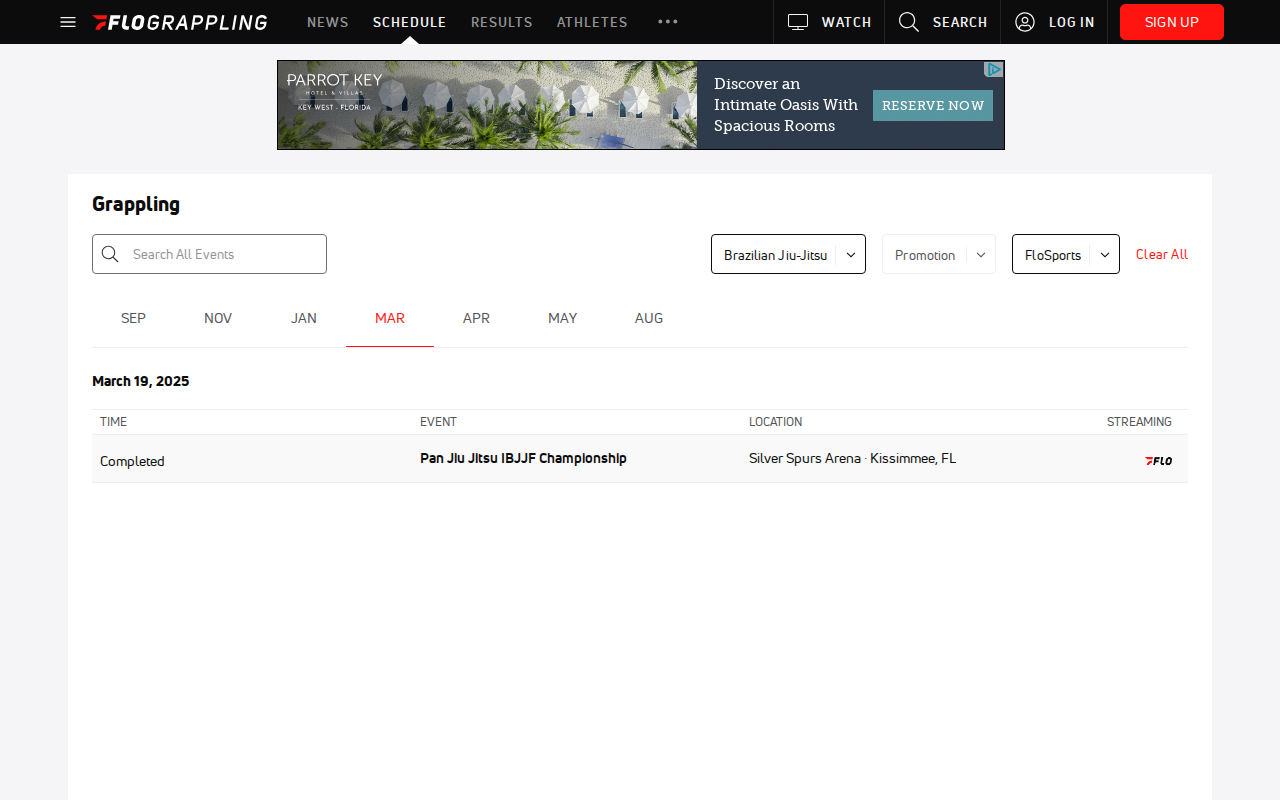 FLOGRAPPLING NEWS SCHEDULE RESULTS ATHLETES WATCH SEARCH LOG IN SIGN UP
PARROT KEY
HOTEL & VILLAS
KEY WEST · FLORIDA
Discover an
Intimate Oasis With
Spacious Rooms
RESERVE NOW
Grappling
Search All Events Brazilian Jiu-Jitsu Promotion FloSports Clear All
SEP NOV JAN MAR APR MAY AUG
March 19, 2025
TIME EVENT LOCATION STREAMING
Completed Pan Jiu Jitsu IBJJF Championship Silver Spurs Arena · Kissimmee, FL FLO